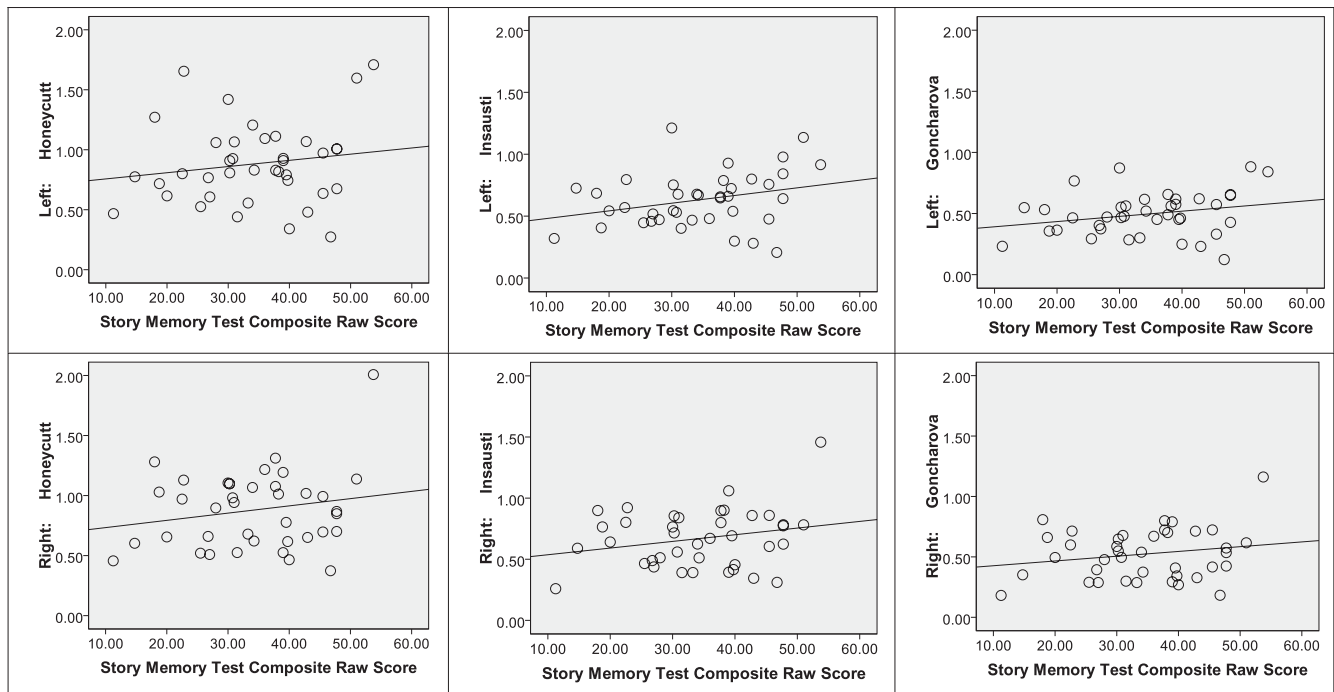 2.00
1.50
1.00
0.50
0.00
Left: Honeycutt
10.00 20.00 30.00 40.00 50.00 60.00
Story Memory Test Composite Raw Score
2.00
1.50
1.00
0.50
0.00
Left: Insausti
10.00 20.00 30.00 40.00 50.00 60.00
Story Memory Test Composite Raw Score
2.00
1.50
1.00
0.50
0.00
Left: Goncharova
10.00 20.00 30.00 40.00 50.00 60.00
Story Memory Test Composite Raw Score
2.00
1.50
1.00
0.50
0.00
Right: Honeycutt
10.00 20.00 30.00 40.00 50.00 60.00
Story Memory Test Composite Raw Score
2.00
1.50
1.00
0.50
0.00
Right: Insausti
10.00 20.00 30.00 40.00 50.00 60.00
Story Memory Test Composite Raw Score
2.00
1.50
1.00
0.50
0.00
Right: Goncharova
10.00 20.00 30.00 40.00 50.00 60.00
Story Memory Test Composite Raw Score